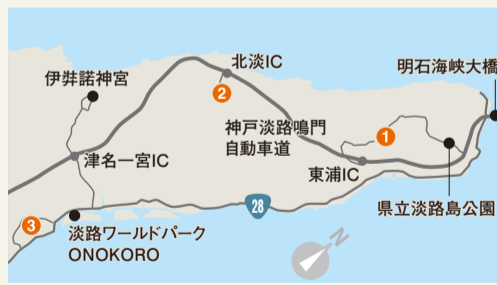 北淡IC
明石海峡大橋
伊弉諾神宮
2
神戸淡路鳴門
自動車道
1
津名一宮IC
東浦IC
県立淡路島公園
28
3
淡路ワールドパーク
ONOKORO
N